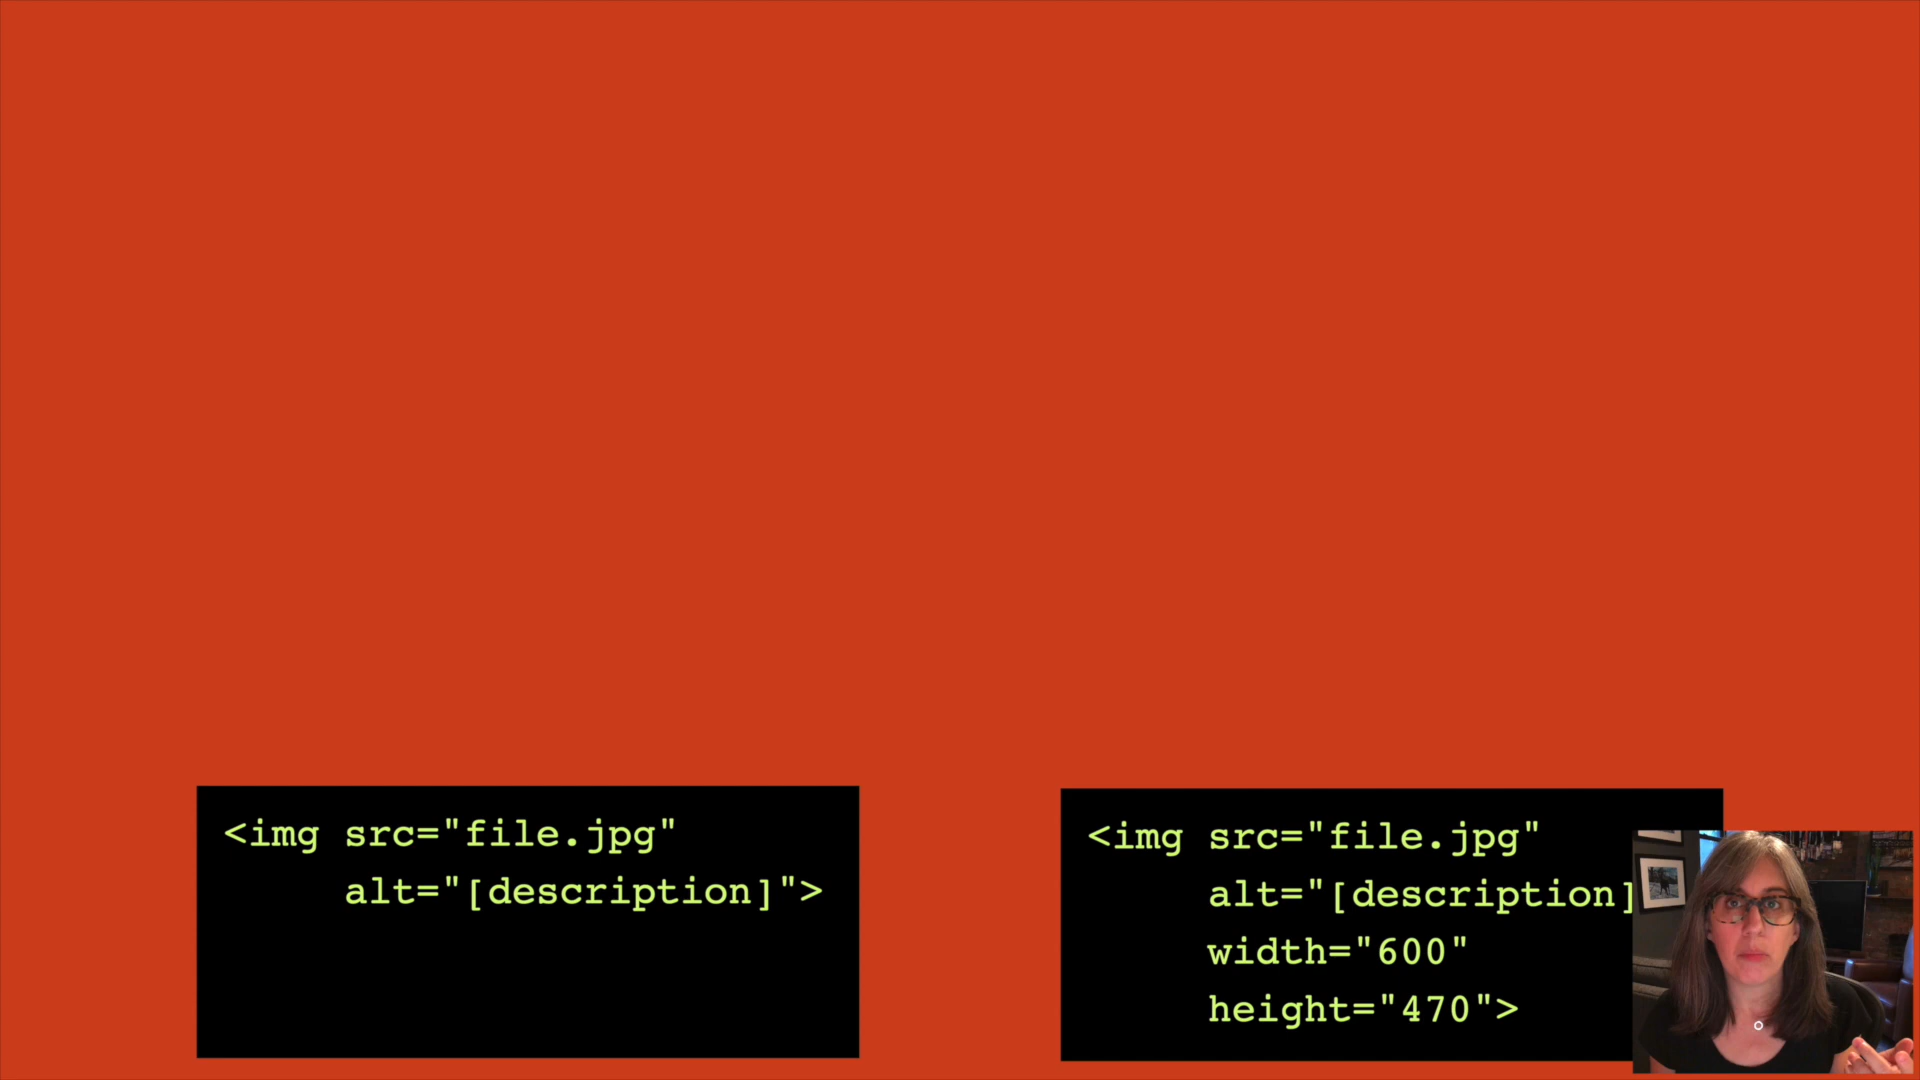 <img src="file.jpg"
alt="[description]">
<img src="file.jpg"
alt="[description]
width="600"
height="470">